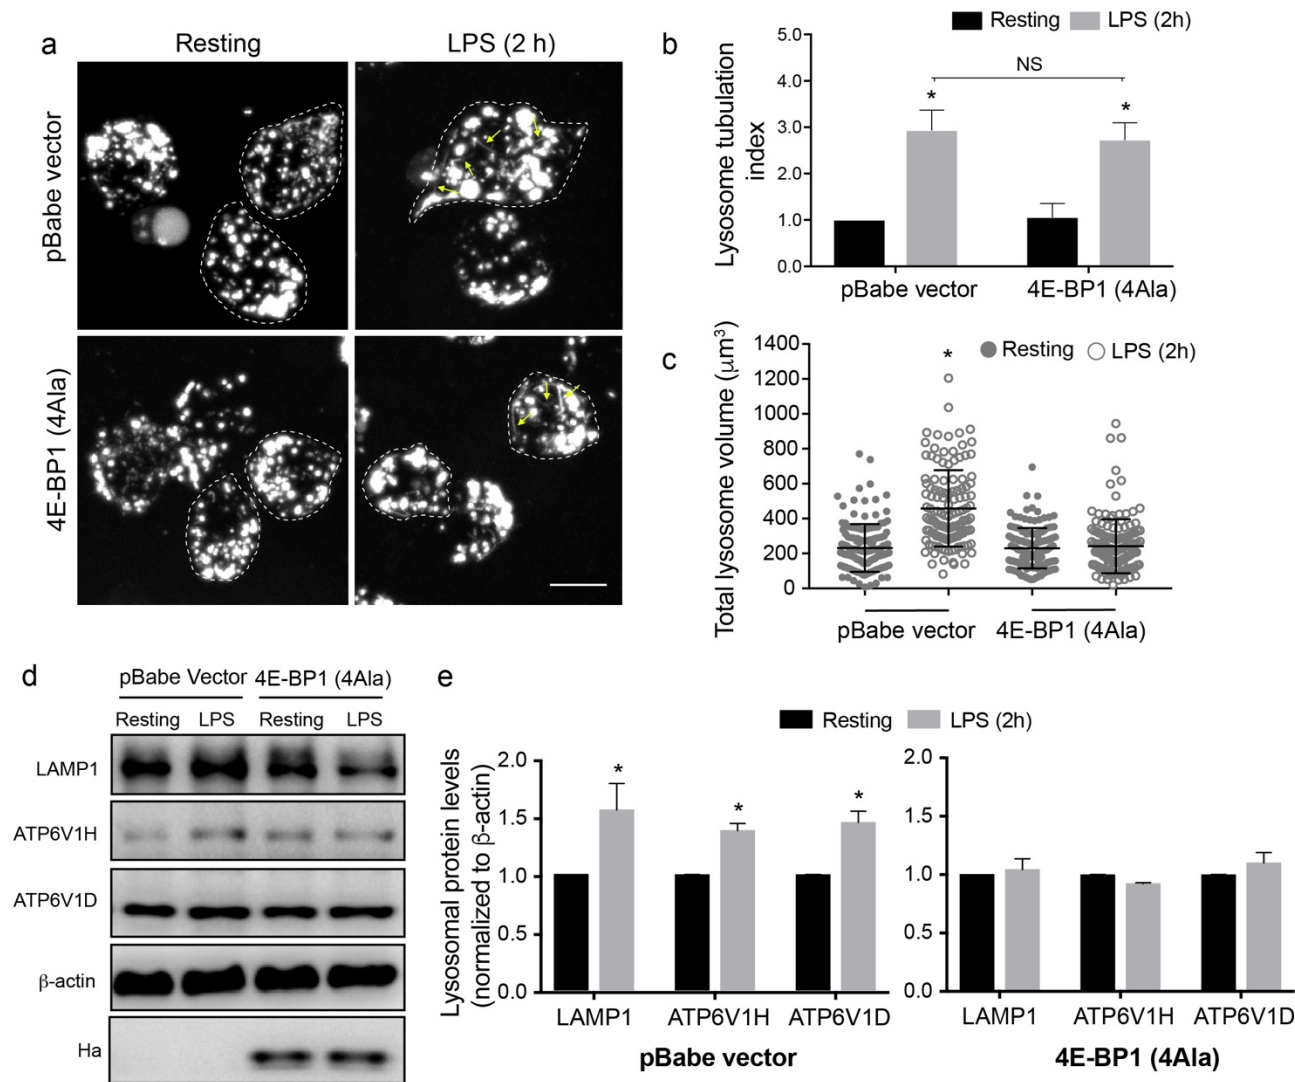 a
Resting
LPS (2 h)
pBabe vector
4E-BP1 (4Ala)
b
Resting
LPS (2h)
Lysosome tubulation
index
5.0
4.0
3.0
2.0
1.0
0.0
NS
*
*
pBabe vector
4E-BP1 (4Ala)
c
Resting
LPS (2h)
Total lysosome volume (μm³)
1400
1200
1000
800
600
400
200
0
*
pBabe vector
4E-BP1 (4Ala)
d
pBabe Vector
4E-BP1 (4Ala)
Resting
LPS
Resting
LPS
LAMP1
ATP6V1H
ATP6V1D
β-actin
Ha
e
Resting
LPS (2h)
Lysosomal protein levels
(normalized to β-actin)
2.0
1.5
1.0
0.5
0.0
*
*
*
LAMP1
ATP6V1H
ATP6V1D
pBabe vector
2.0
1.5
1.0
0.5
0.0
LAMP1
ATP6V1H
ATP6V1D
4E-BP1 (4Ala)